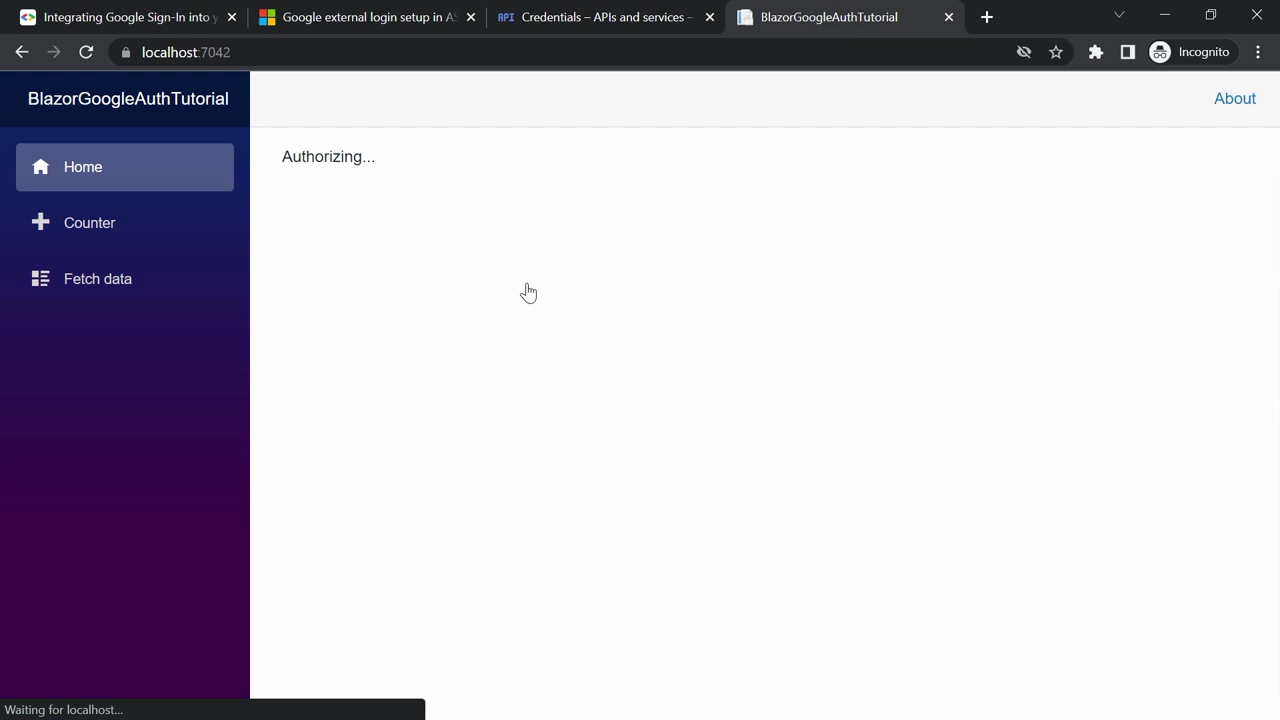 Integrating Google Sign-In into y
Google external login setup in AS
API Credentials – APIs and services –
BlazorGoogleAuthTutorial
localhost:7042
Incognito
BlazorGoogleAuthTutorial
About
Home
Authorizing...
Counter
Fetch data
Waiting for localhost...